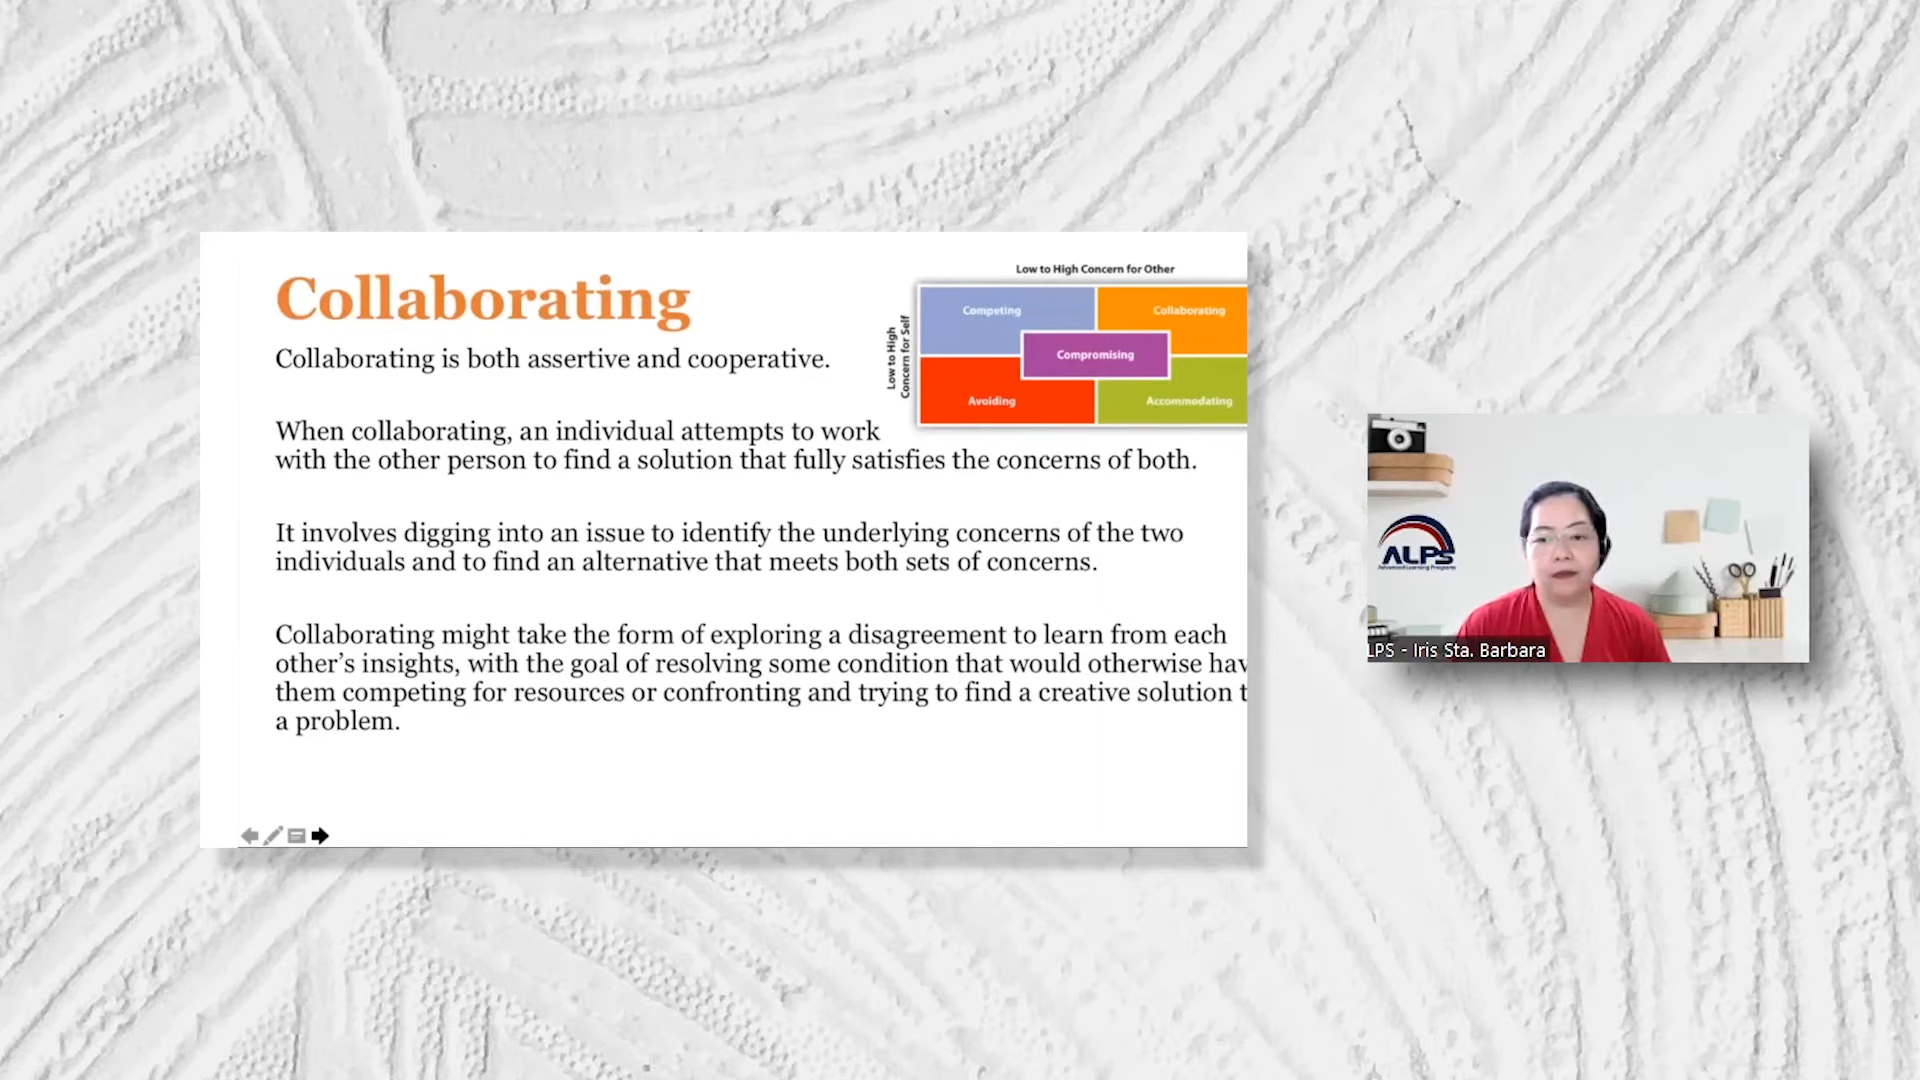 Collaborating
Collaborating is both assertive and cooperative.
When collaborating, an individual attempts to work
with the other person to find a solution that fully satisfies the concerns of both.
It involves digging into an issue to identify the underlying concerns of the two
individuals and to find an alternative that meets both sets of concerns.
Collaborating might take the form of exploring a disagreement to learn from each
other’s insights, with the goal of resolving some condition that would otherwise hav
them competing for resources or confronting and trying to find a creative solution t
a problem.
Low to High Concern for Other
Low to High
Concern for Self
Competing
Collaborating
Compromising
Avoiding
Accommodating
ALPS
Advanced Learning Programs
LPS - Iris Sta. Barbara